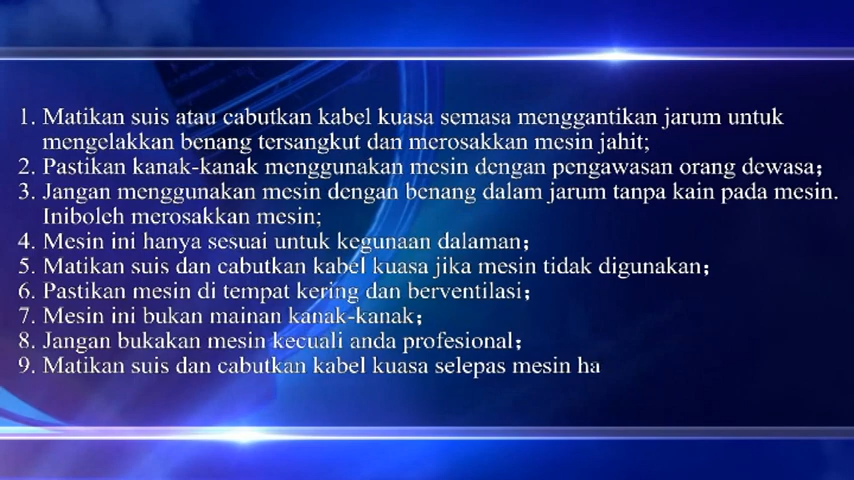 1. Matikan suis atau cabutkan kabel kuasa semasa menggantikan jarum untuk
mengelakkan benang tersangkut dan merosakkan mesin jahit;
2. Pastikan kanak-kanak menggunakan mesin dengan pengawasan orang dewasa;
3. Jangan menggunakan mesin dengan benang dalam jarum tanpa kain pada mesin.
Iniboleh merosakkan mesin;
4. Mesin ini hanya sesuai untuk kegunaan dalaman;
5. Matikan suis dan cabutkan kabel kuasa jika mesin tidak digunakan;
6. Pastikan mesin di tempat kering dan berventilasi;
7. Mesin ini bukan mainan kanak-kanak;
8. Jangan bukakan mesin kecuali anda profesional;
9. Matikan suis dan cabutkan kabel kuasa selepas mesin ha